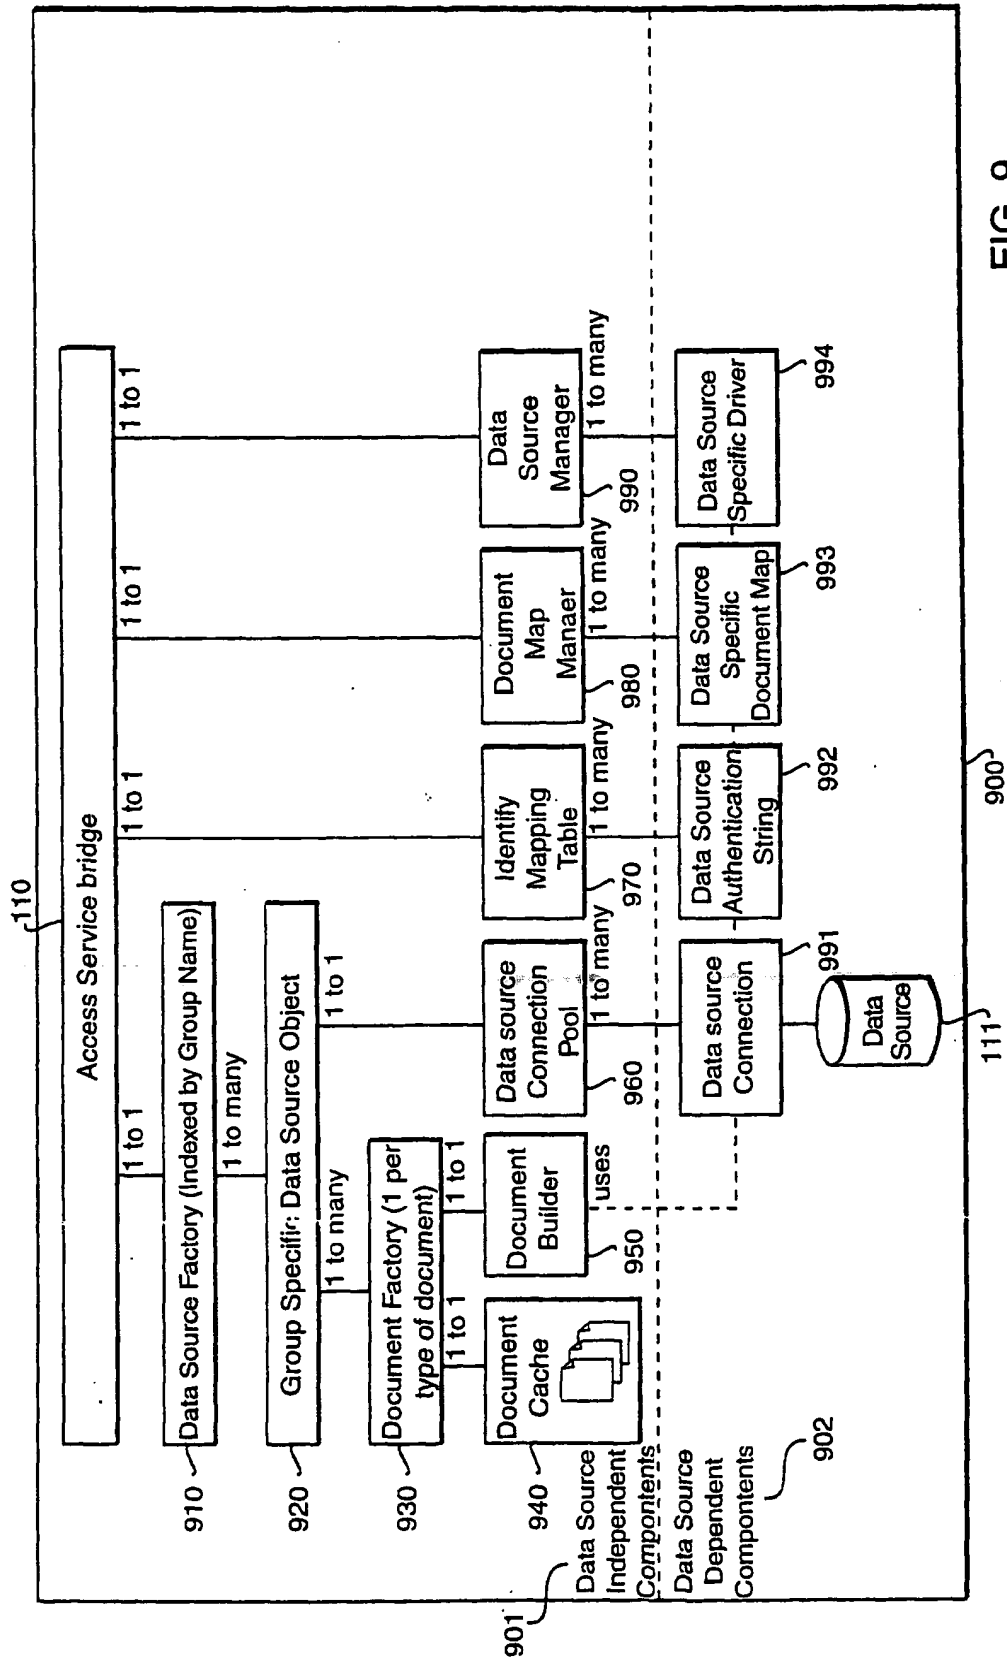 110
Access Service bridge
1 to 1
1 to 1
1 to 1
1 to 1
910
Data Source Factory (Indexed by Group Name)
1 to many
920
Group Specific Data Source Object
1 to many
1 to 1
930
Document Factory (1 per
type of document)
1 to 1
1 to 1
940
Document
Cache
Document
Builder
950
uses
Data source
Connection
Pool
960
1 to many
Identify
Mapping
Table
970
1 to many
Document
Map
Manaer
980
1 to many
Data
Source
Manager
990
1 to many
901
Data Source
Independent
Compontents
Data Source
Dependent
Compontents
902
Data source
Connection
991
Data Source
Authentication
String
992
Data Source
Specific
Document Map
993
Data Source
Specific Driver
994
Data
Source
111
900
FIG. 9